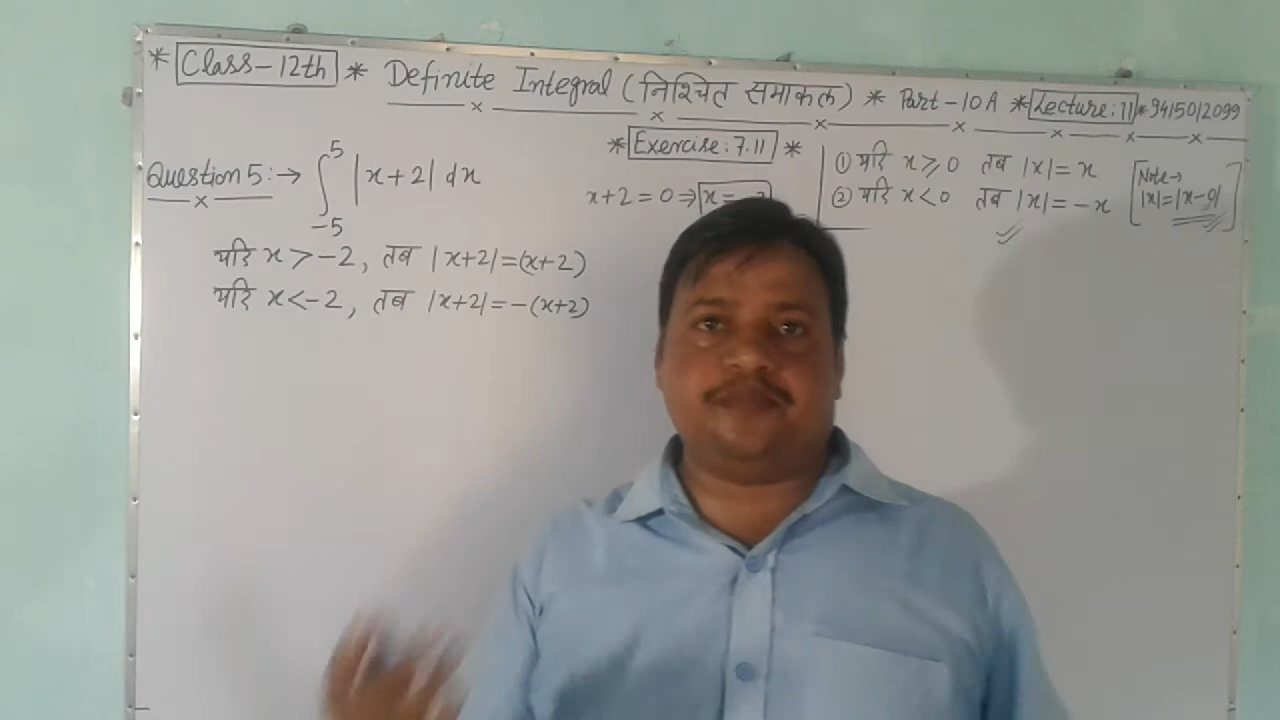 * Class-12th * Definite Integral (निश्चित समाकल) * Part-10A * Lecture:11 * 9415012099
* Exercise:7.11 *
Question 5:→ ∫₋₅⁵ |x+2| dx
x+2=0 ⇒ x=-2
① यदि x≥0 तब |x|=x
② यदि x<0 तब |x|=-x
Note→
|x|=|x-0|
यदि x>-2, तब |x+2|=(x+2)
यदि x<-2, तब |x+2|=-(x+2)